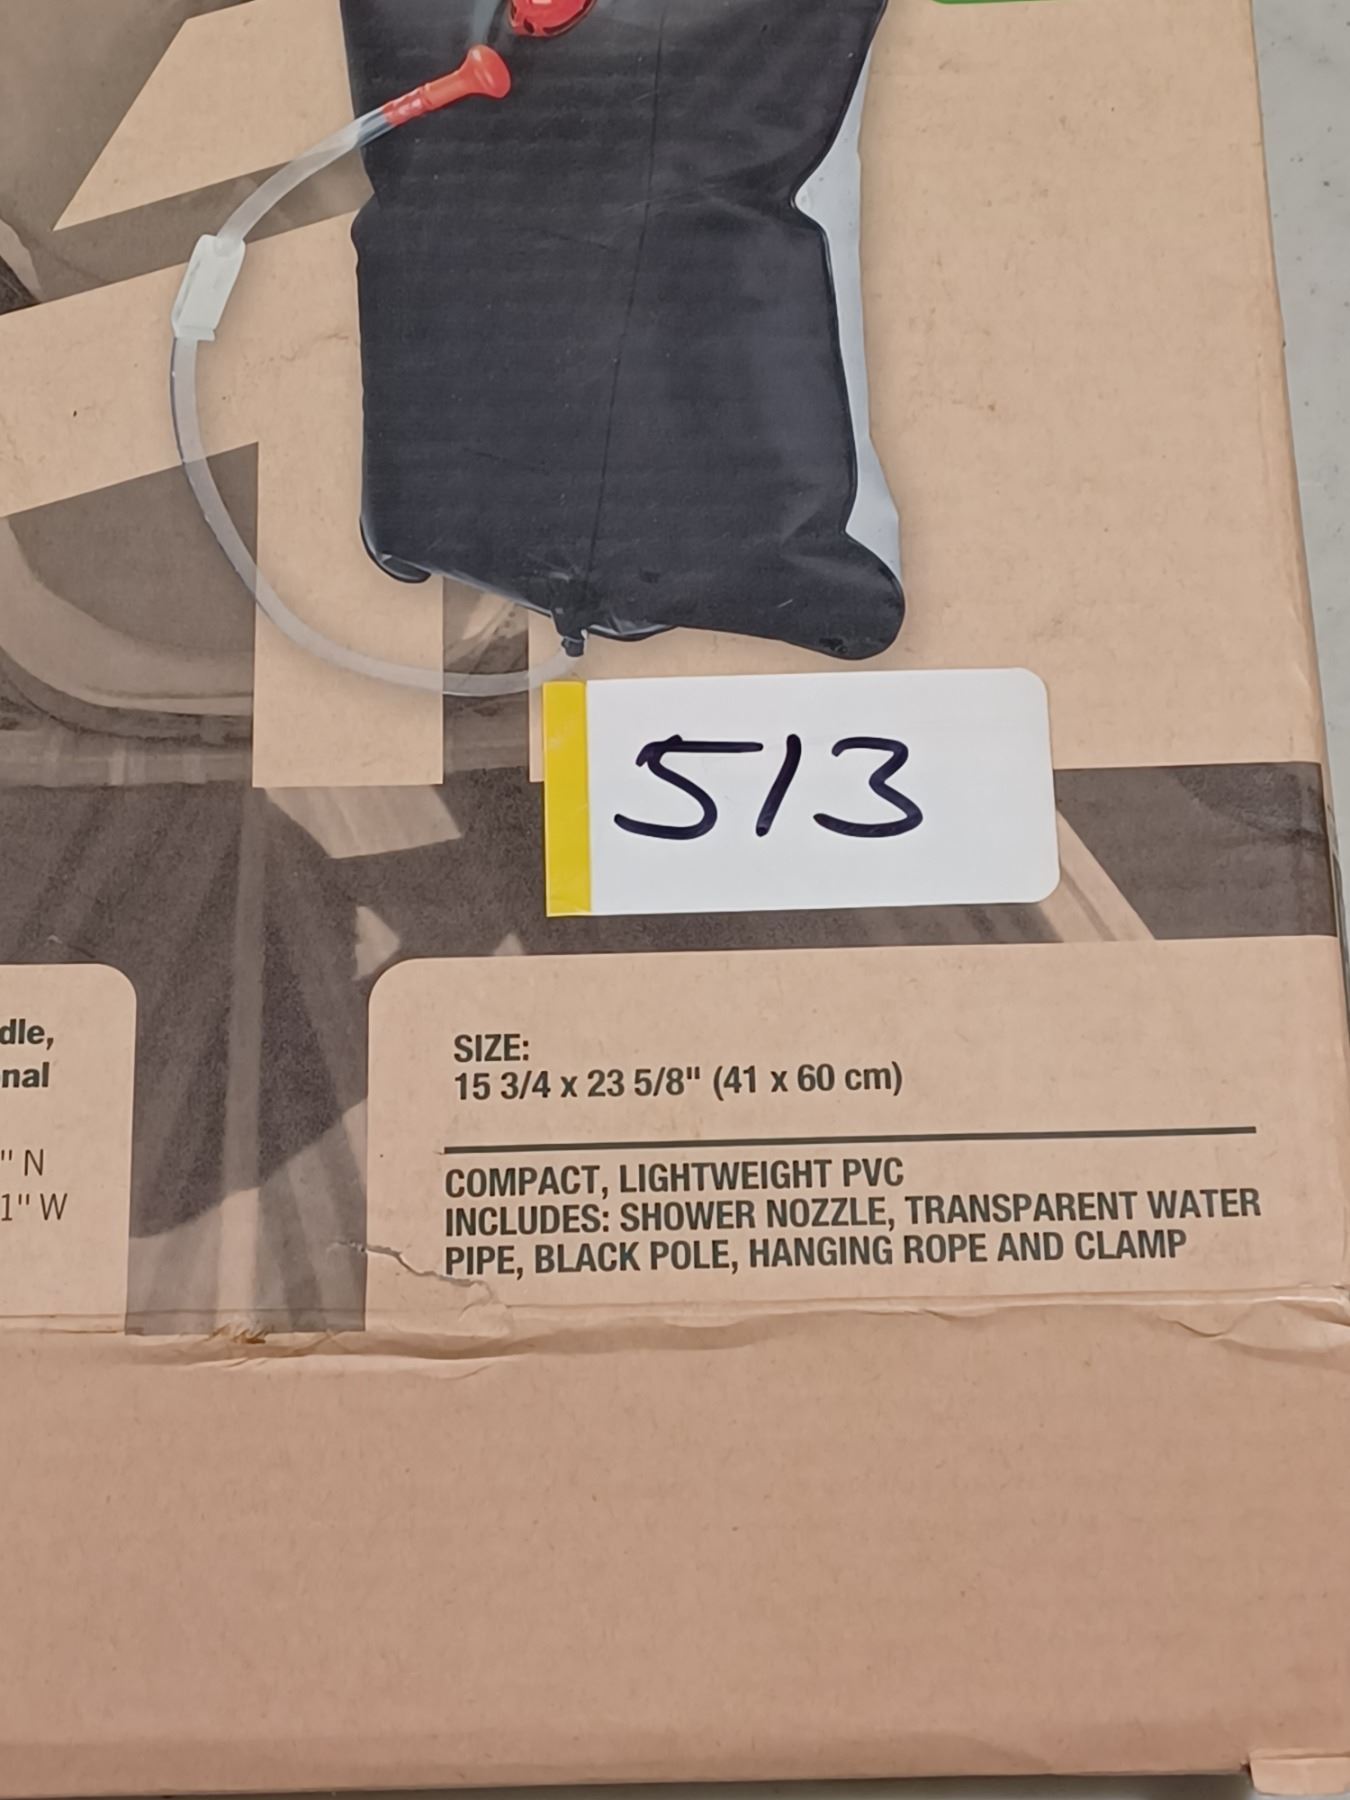 513
dle,
nal
" N
1" W
SIZE:
15 3/4 x 23 5/8" (41 x 60 cm)
COMPACT, LIGHTWEIGHT PVC
INCLUDES: SHOWER NOZZLE, TRANSPARENT WATER
PIPE, BLACK POLE, HANGING ROPE AND CLAMP